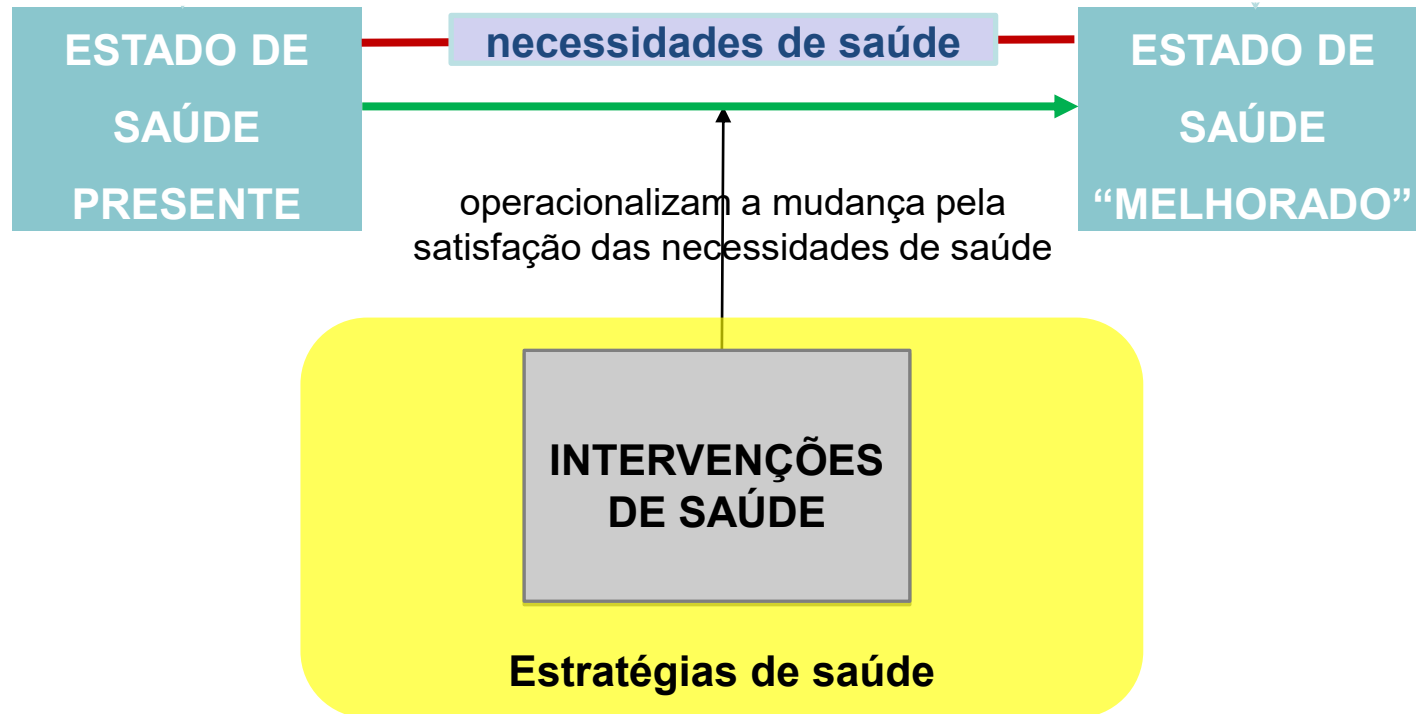 ESTADO DE
SAÚDE
PRESENTE
necessidades de saúde
ESTADO DE
SAÚDE
“MELHORADO”
operacionalizam a mudança pela
satisfação das necessidades de saúde
INTERVENÇÕES
DE SAÚDE
Estratégias de saúde